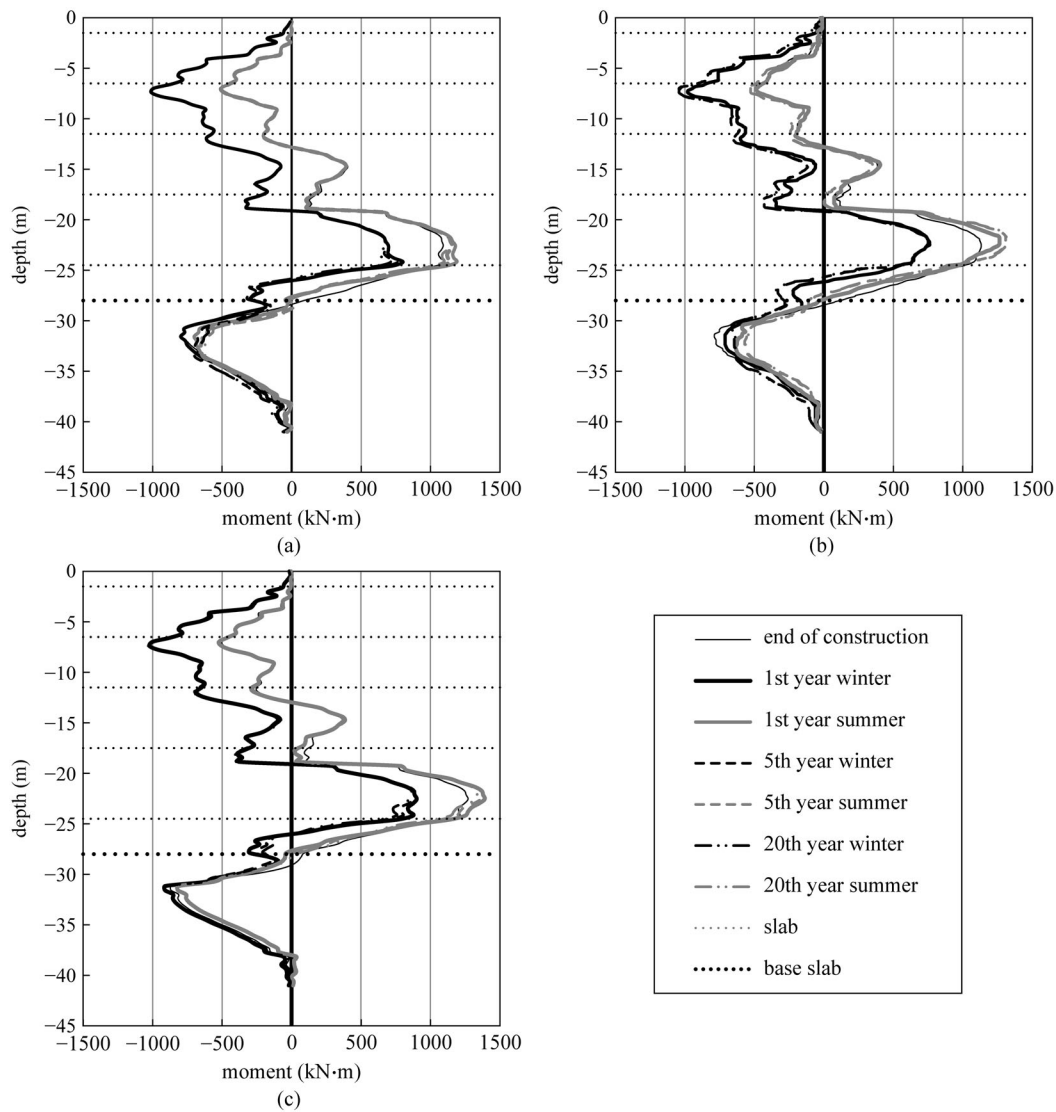 0
−5
−10
−15
−20
−25
−30
−35
−40
−45
depth (m)
−1500 −1000 −500 0 500 1000 1500
moment (kN·m)
(a)
0
−5
−10
−15
−20
−25
−30
−35
−40
−45
depth (m)
−1500 −1000 −500 0 500 1000 1500
moment (kN·m)
(b)
0
−5
−10
−15
−20
−25
−30
−35
−40
−45
depth (m)
−1500 −1000 −500 0 500 1000 1500
moment (kN·m)
(c)
end of construction
1st year winter
1st year summer
5th year winter
5th year summer
20th year winter
20th year summer
slab
base slab